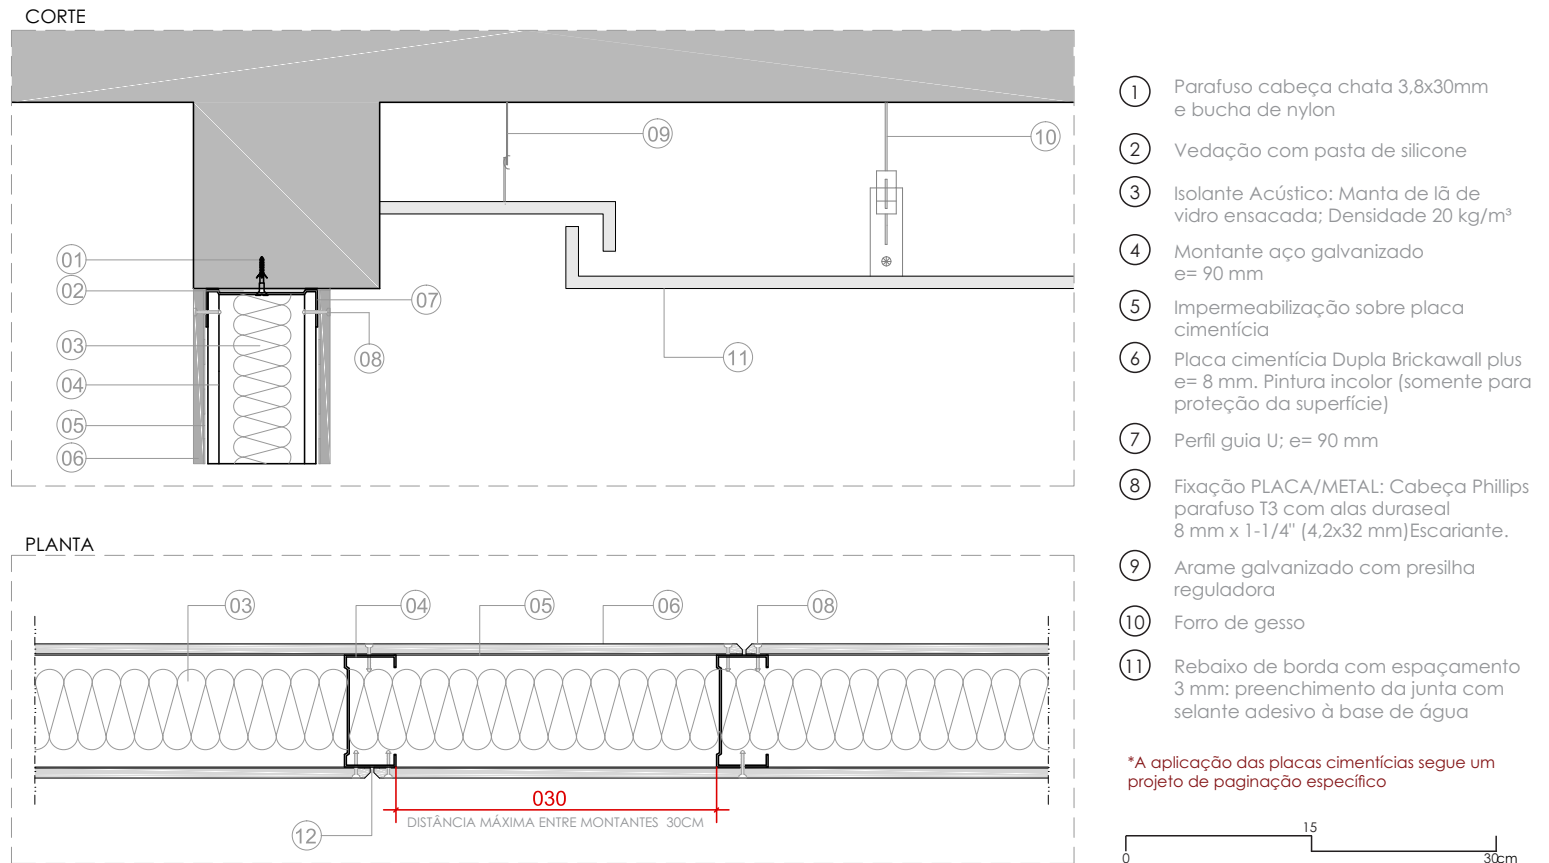 CORTE
09
10
01
02
07
03
08
11
04
05
06
PLANTA
03
04
05
06
08
030
DISTÂNCIA MÁXIMA ENTRE MONTANTES 30CM
12
1 Parafuso cabeça chata 3,8x30mm
e bucha de nylon
2 Vedação com pasta de silicone
3 Isolante Acústico: Manta de lã de
vidro ensacada; Densidade 20 kg/m³
4 Montante aço galvanizado
e= 90 mm
5 Impermeabilização sobre placa
cimentícia
6 Placa cimentícia Dupla Brickawall plus
e= 8 mm. Pintura incolor (somente para
proteção da superfície)
7 Perfil guia U; e= 90 mm
8 Fixação PLACA/METAL: Cabeça Phillips
parafuso T3 com alas duraseal
8 mm x 1-1/4" (4,2x32 mm)Escariante.
9 Arame galvanizado com presilha
reguladora
10 Forro de gesso
11 Rebaixo de borda com espaçamento
3 mm: preenchimento da junta com
selante adesivo à base de água
*A aplicação das placas cimentícias segue um
projeto de paginação específico
15
0 30cm